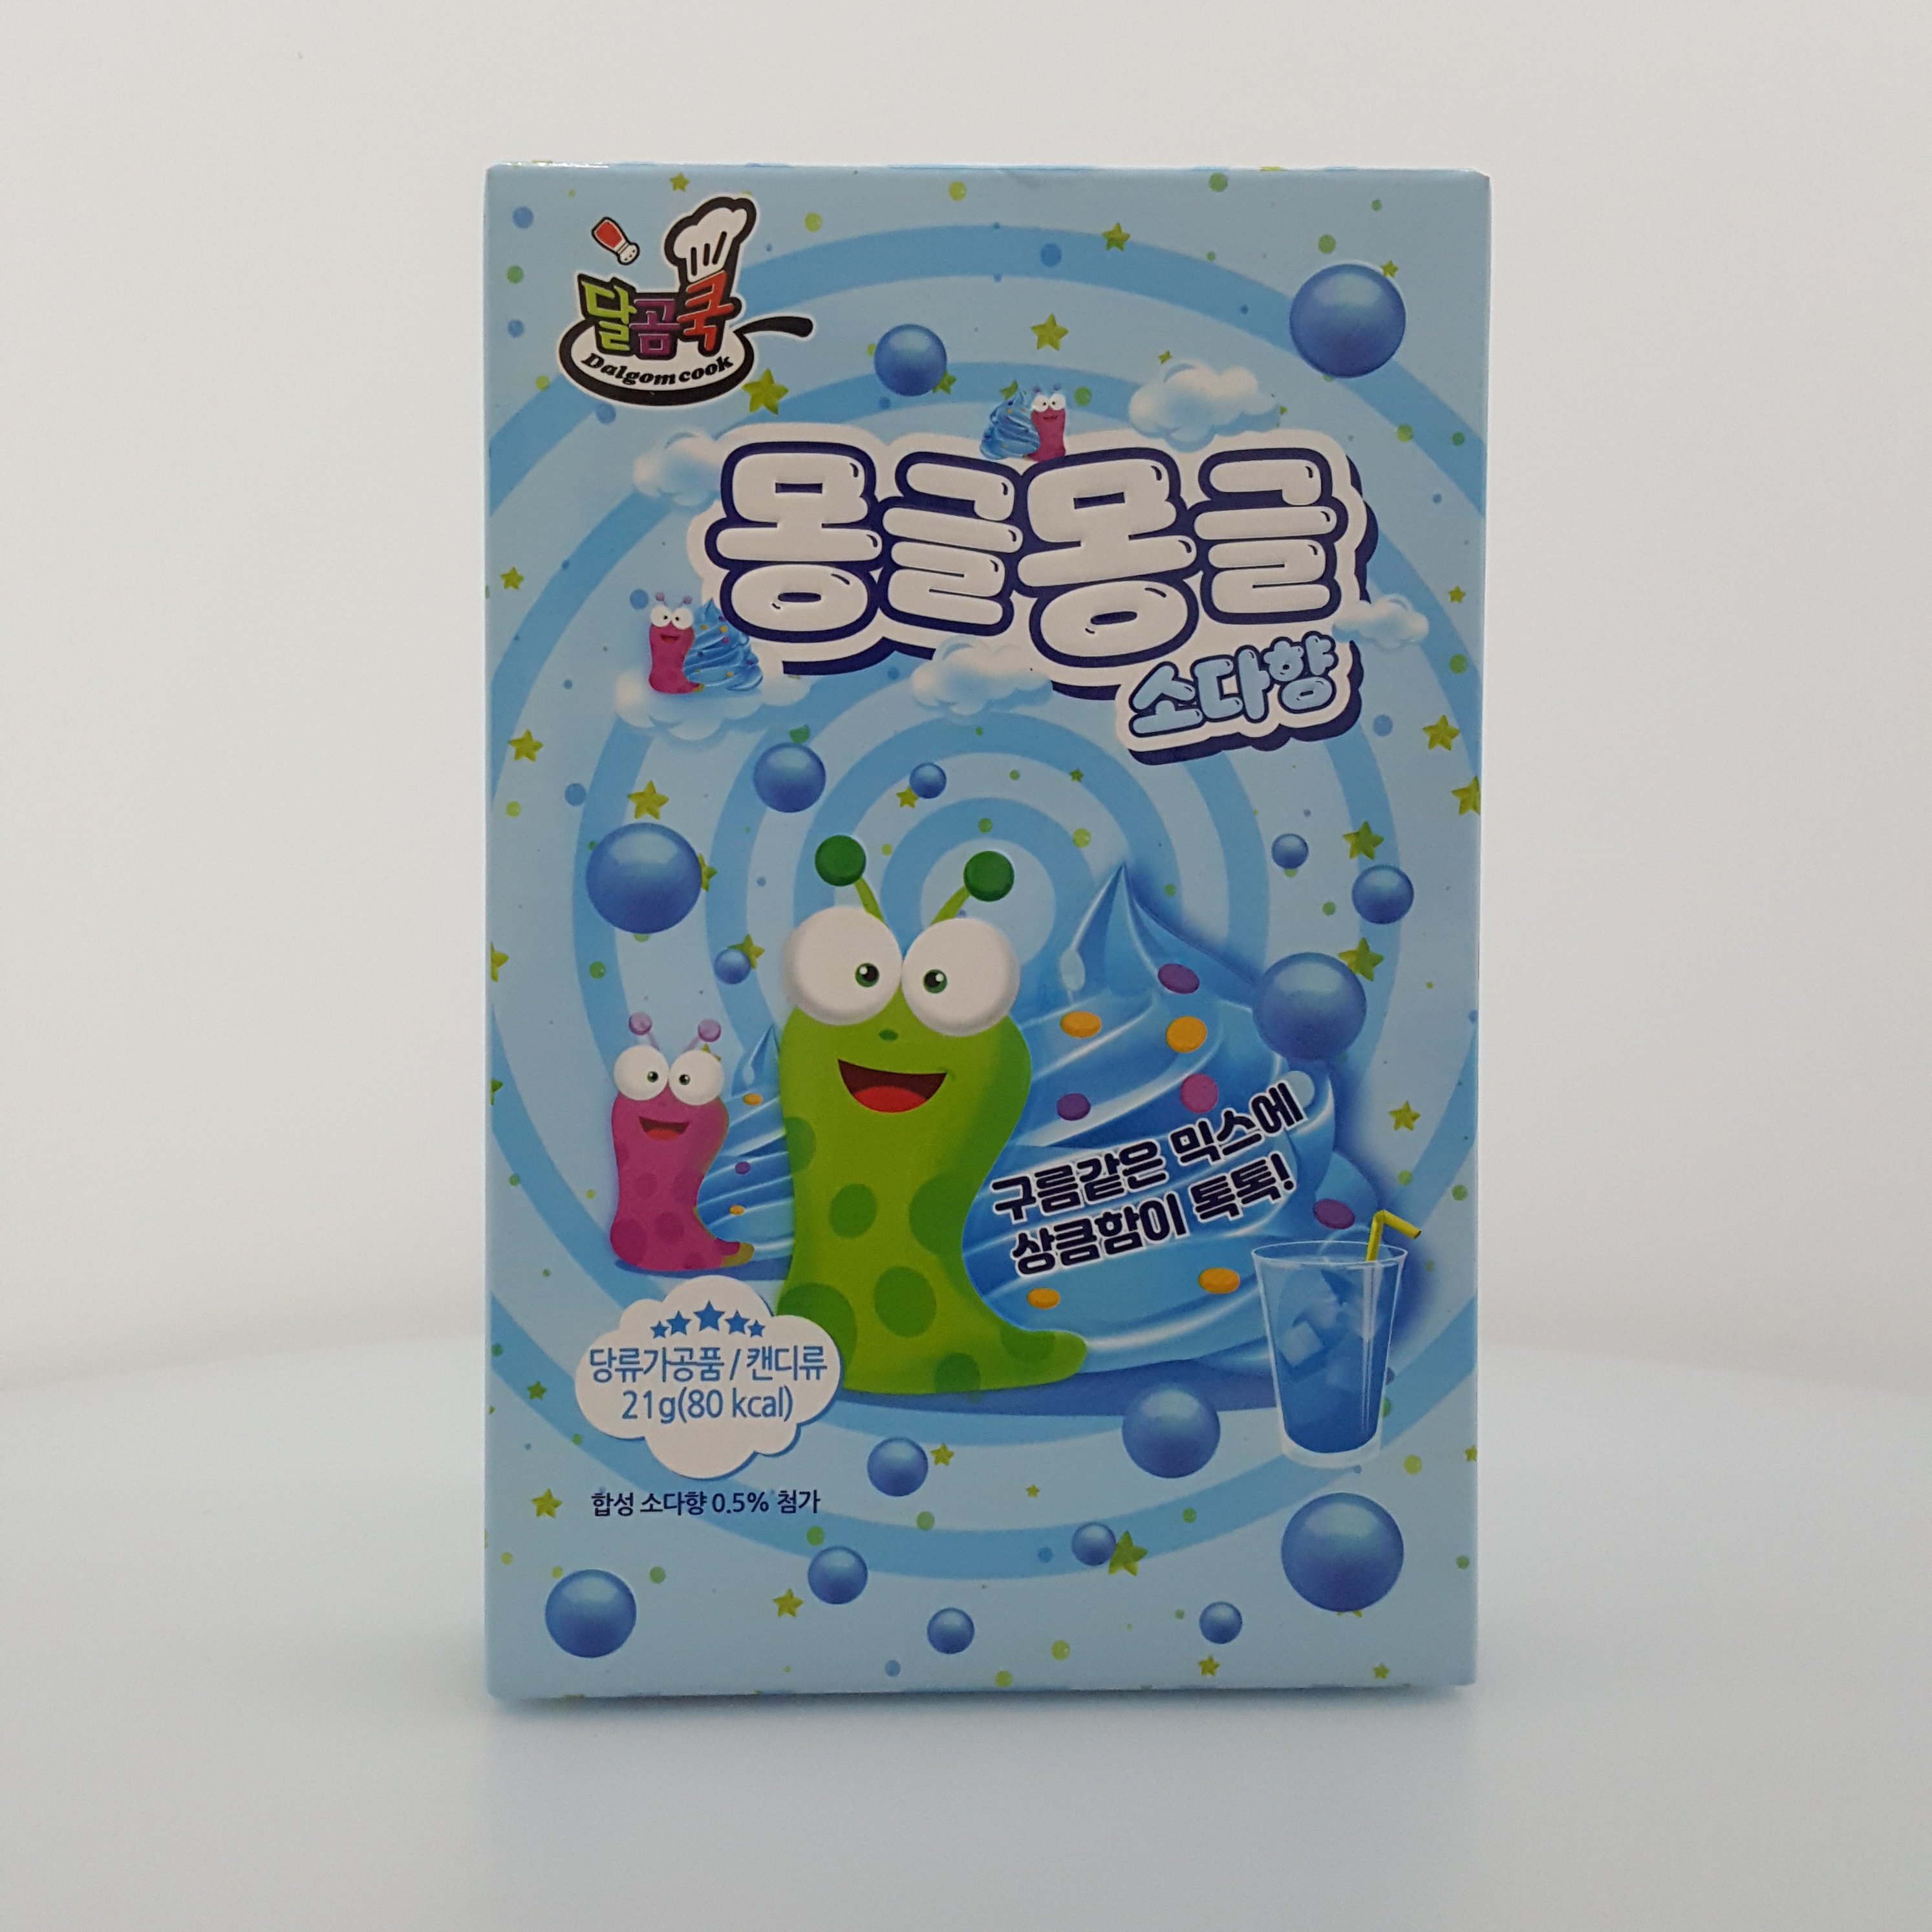 달곰쿡
Dalgom cook
몽글몽글
소다향
구름같은 믹스에
상큼함이 톡톡!
당류가공품 / 캔디류
21g(80 kcal)
합성 소다향 0.5% 첨가